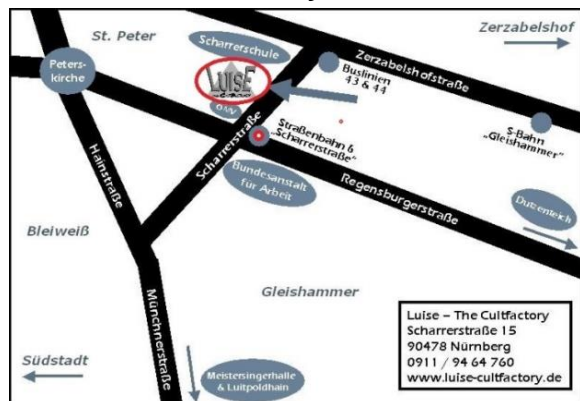 Zerzabelshof
St. Peter
Scharrerschule
Zerzabelshofstraße
Peters-
kirche
LUISE
Buslinien
43 & 44
OMV
Straßenbahn 6
„Scharrerstraße"
S-Bahn
„Gleishammer"
Scharrerstraße
Hainstraße
Bundesanstalt
für Arbeit
Regensburgerstraße
Dutzenteich
Bleiweiß
Gleishammer
Münchnerstraße
Südstadt
Meistersingerhalle
& Luitpoldhain
Luise – The Cultfactory
Scharrerstraße 15
90478 Nürnberg
0911 / 94 64 760
www.luise-cultfactory.de